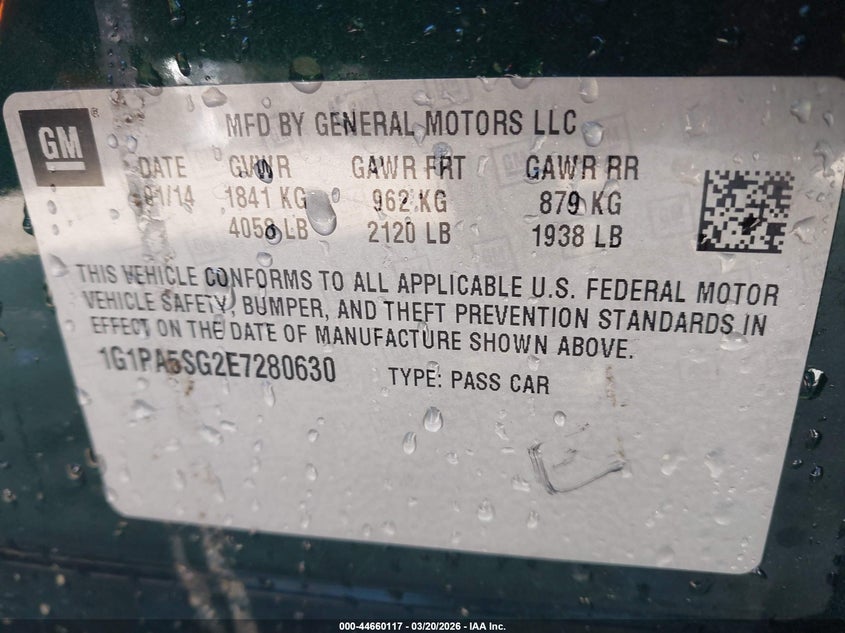 GM ®
MFD BY GENERAL MOTORS LLC
DATE GVWR GAWR FRT GAWR RR
01/14 1841 KG 962 KG 879 KG
4058 LB 2120 LB 1938 LB
THIS VEHICLE CONFORMS TO ALL APPLICABLE U.S. FEDERAL MOTOR
VEHICLE SAFETY, BUMPER, AND THEFT PREVENTION STANDARDS IN
EFFECT ON THE DATE OF MANUFACTURE SHOWN ABOVE.
1G1PA5SG2E7280630 TYPE: PASS CAR
000-44660117 - 03/20/2026 - IAA Inc.